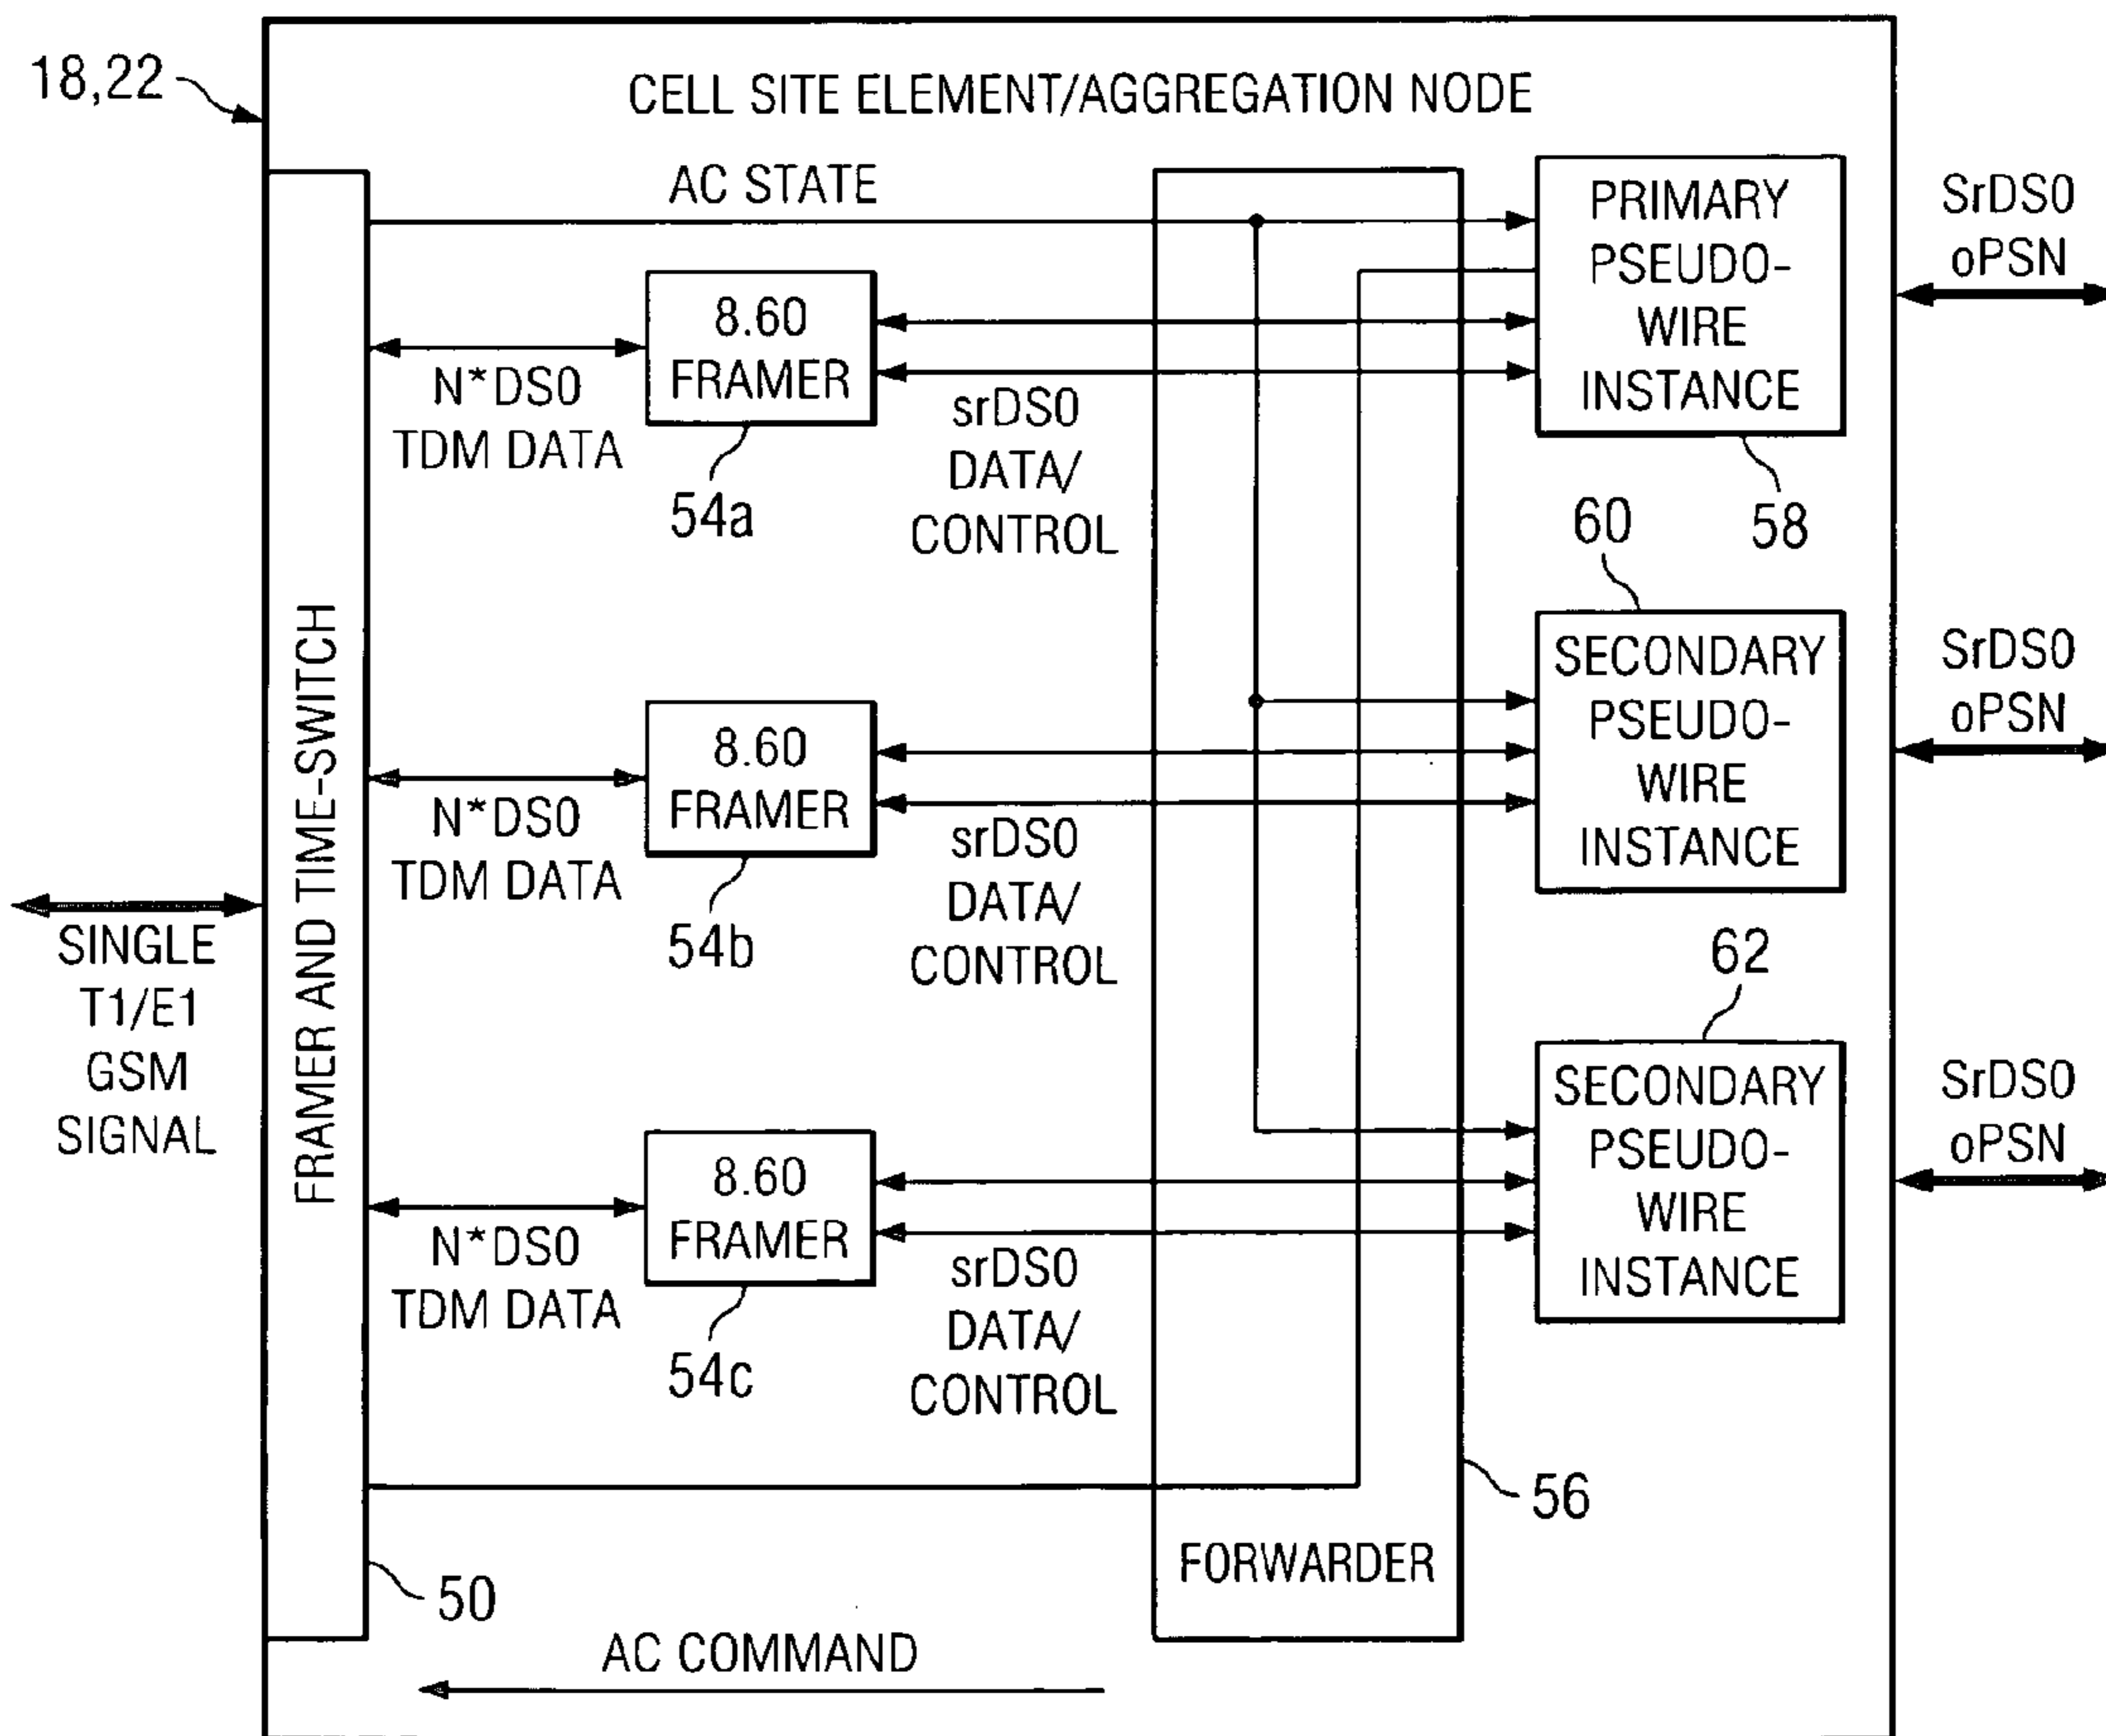 18,22
CELL SITE ELEMENT/AGGREGATION NODE
AC STATE
FRAMER AND TIME-SWITCH
SINGLE
T1/E1
GSM
SIGNAL
8.60
FRAMER
N*DS0
TDM DATA
54a
srDS0
DATA/
CONTROL
PRIMARY
PSEUDO-
WIRE
INSTANCE
58
SrDS0
oPSN
8.60
FRAMER
N*DS0
TDM DATA
54b
srDS0
DATA/
CONTROL
60
SECONDARY
PSEUDO-
WIRE
INSTANCE
SrDS0
oPSN
8.60
FRAMER
N*DS0
TDM DATA
54c
srDS0
DATA/
CONTROL
62
SECONDARY
PSEUDO-
WIRE
INSTANCE
SrDS0
oPSN
56
FORWARDER
50
AC COMMAND